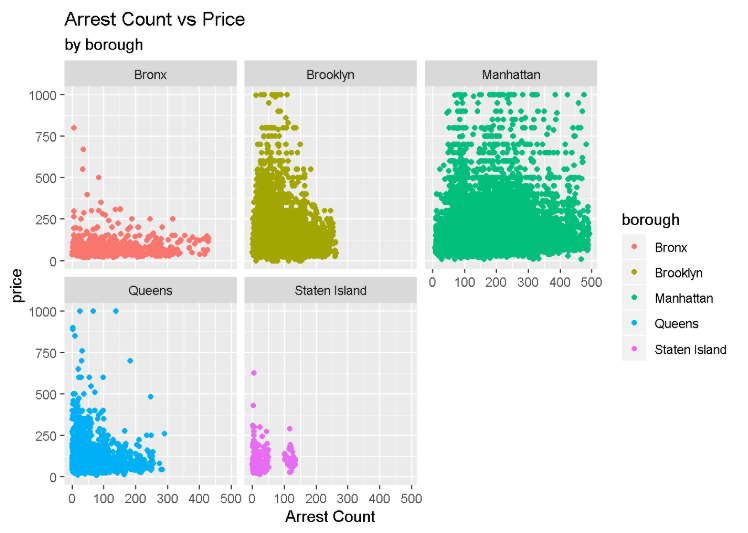 Arrest Count vs Price
by borough
Bronx
Brooklyn
Manhattan
1000
750
500
250
0
0 100 200 300 400 500
price
Queens
Staten Island
1000
750
500
250
0
0 100 200 300 400 500
0 100 200 300 400 500
Arrest Count
borough
Bronx
Brooklyn
Manhattan
Queens
Staten Island